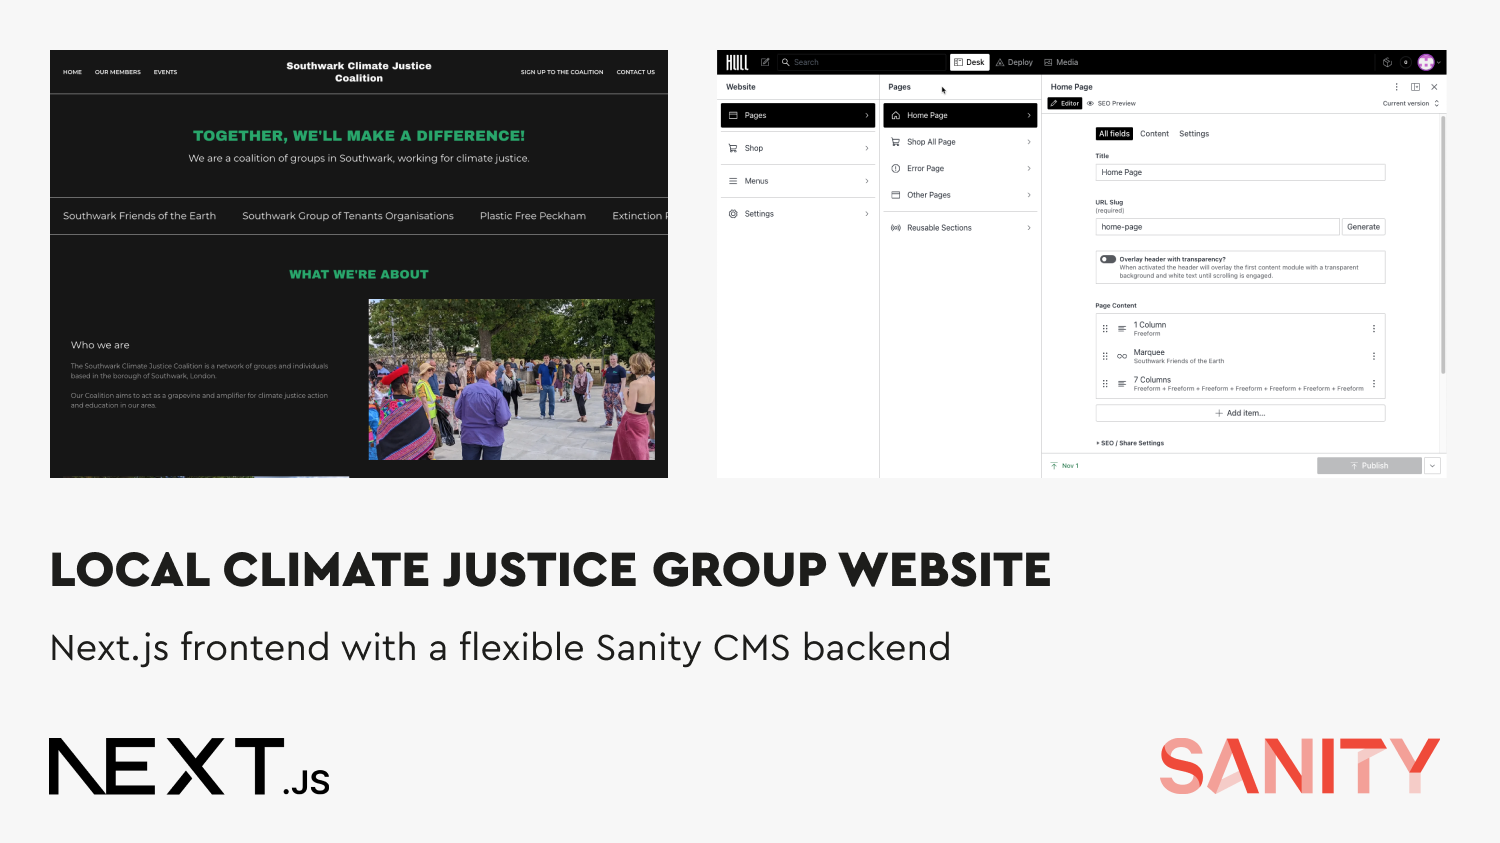 HOME OUR MEMBERS EVENTS
Southwark Climate Justice
Coalition
SIGN UP TO THE COALITION CONTACT US
TOGETHER, WE'LL MAKE A DIFFERENCE!
We are a coalition of groups in Southwark, working for climate justice.
Southwark Friends of the Earth Southwark Group of Tenants Organisations Plastic Free Peckham Extinction
WHAT WE'RE ABOUT
Who we are
The Southwark Climate Justice Coalition is a network of groups and individuals
based in the borough of Southwark, London.
Our Coalition aims to act as a grapevine and amplifier for climate justice action
and education in our area.
HULL Search Desk Deploy Media 0
Website
Pages
Shop
Menus
Settings
Pages
Home Page
Shop All Page
Error Page
Other Pages
Reusable Sections
Home Page
Editor SEO Preview Current version
All fields Content Settings
Title
Home Page
URL Slug
(required)
home-page Generate
Overlay header with transparency?
When activated the header will overlay the first content module with a transparent
background and white text until scrolling is engaged.
Page Content
1 Column
Freeform
Marquee
Southwark Friends of the Earth
7 Columns
Freeform + Freeform + Freeform + Freeform + Freeform + Freeform + Freeform
Add item...
SEO / Share Settings
Nov 1 Publish
LOCAL CLIMATE JUSTICE GROUP WEBSITE
Next.js frontend with a flexible Sanity CMS backend
NEXT.JS
SANITY